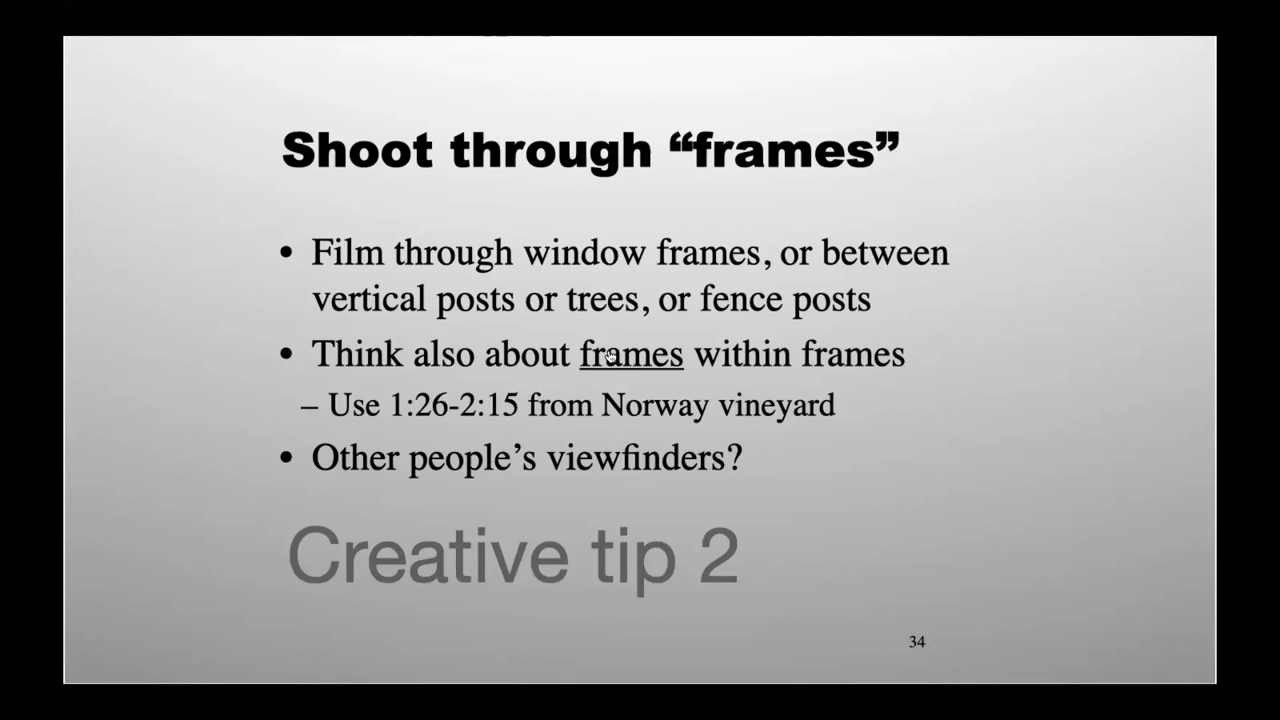 Shoot through “frames”
• Film through window frames, or between
vertical posts or trees, or fence posts
• Think also about frames within frames
– Use 1:26-2:15 from Norway vineyard
• Other people’s viewfinders?
Creative tip 2
34